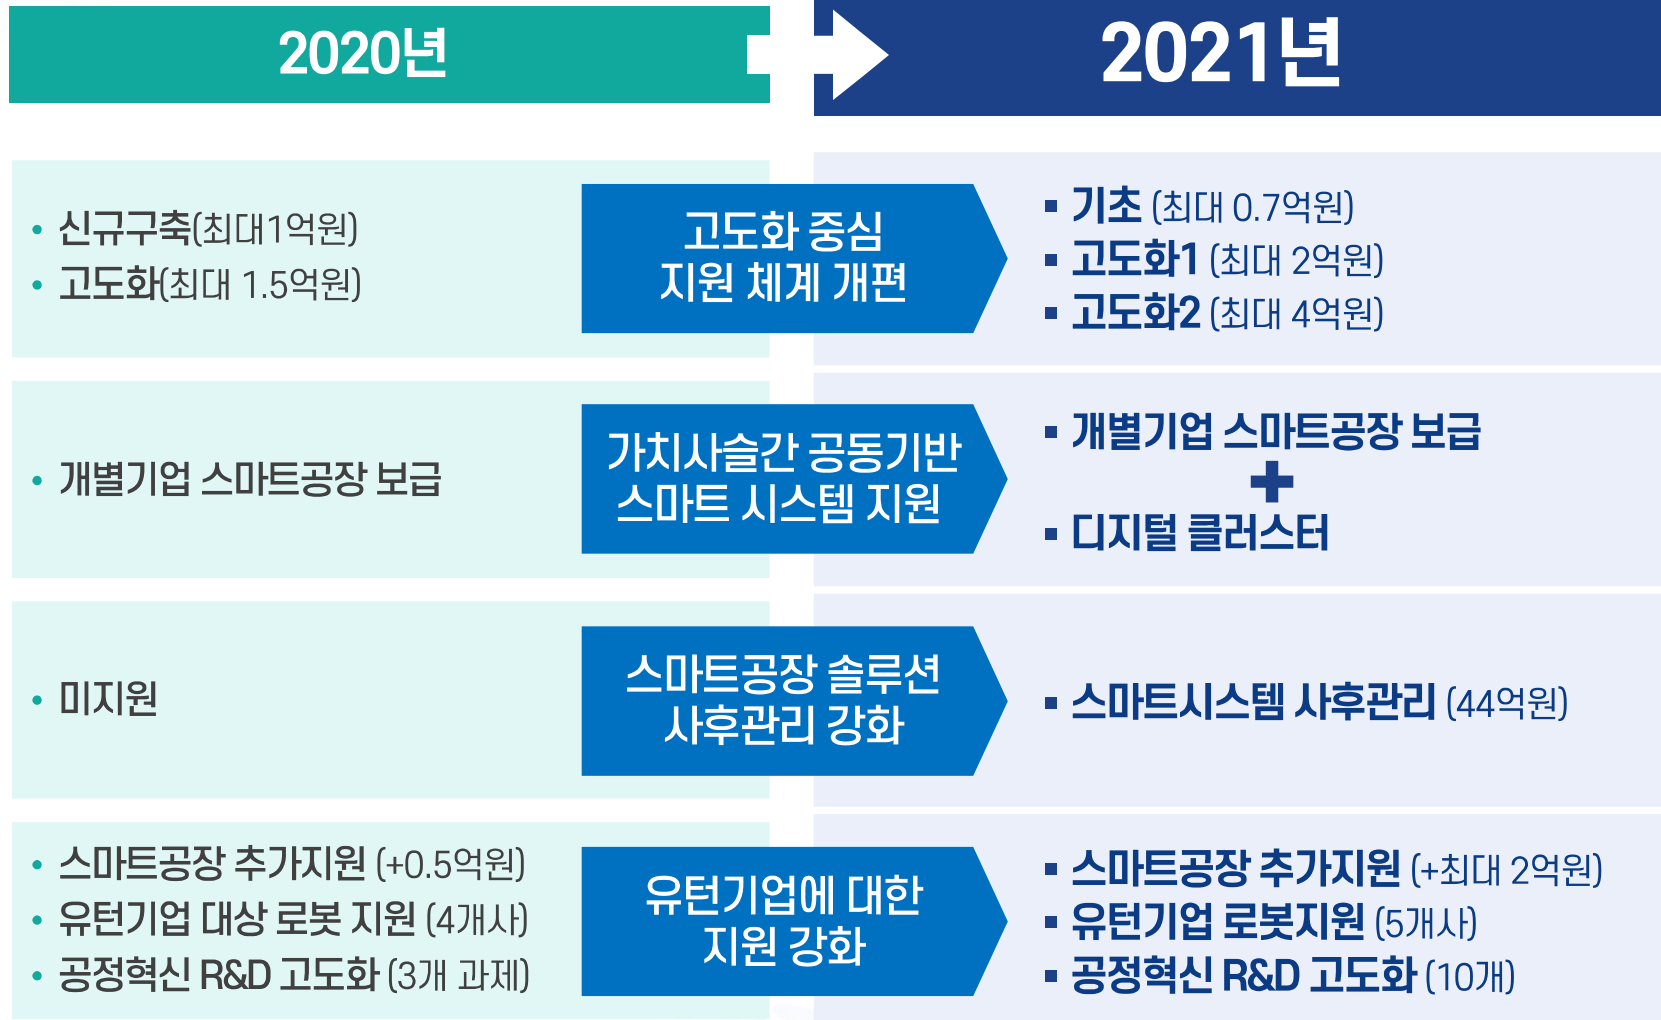 2020년
2021년
• 신규구축(최대1억원)
• 고도화(최대 1.5억원)
고도화 중심
지원 체계 개편
▪ 기초 (최대 0.7억원)
▪ 고도화1 (최대 2억원)
▪ 고도화2 (최대 4억원)
• 개별기업 스마트공장 보급
가치사슬간 공동기반
스마트 시스템 지원
▪ 개별기업 스마트공장 보급
+
▪ 디지털 클러스터
• 미지원
스마트공장 솔루션
사후관리 강화
▪ 스마트시스템 사후관리 (44억원)
• 스마트공장 추가지원 (+0.5억원)
• 유턴기업 대상 로봇 지원 (4개사)
• 공정혁신 R&D 고도화 (3개 과제)
유턴기업에 대한
지원 강화
▪ 스마트공장 추가지원 (+최대 2억원)
▪ 유턴기업 로봇지원 (5개사)
▪ 공정혁신 R&D 고도화 (10개)